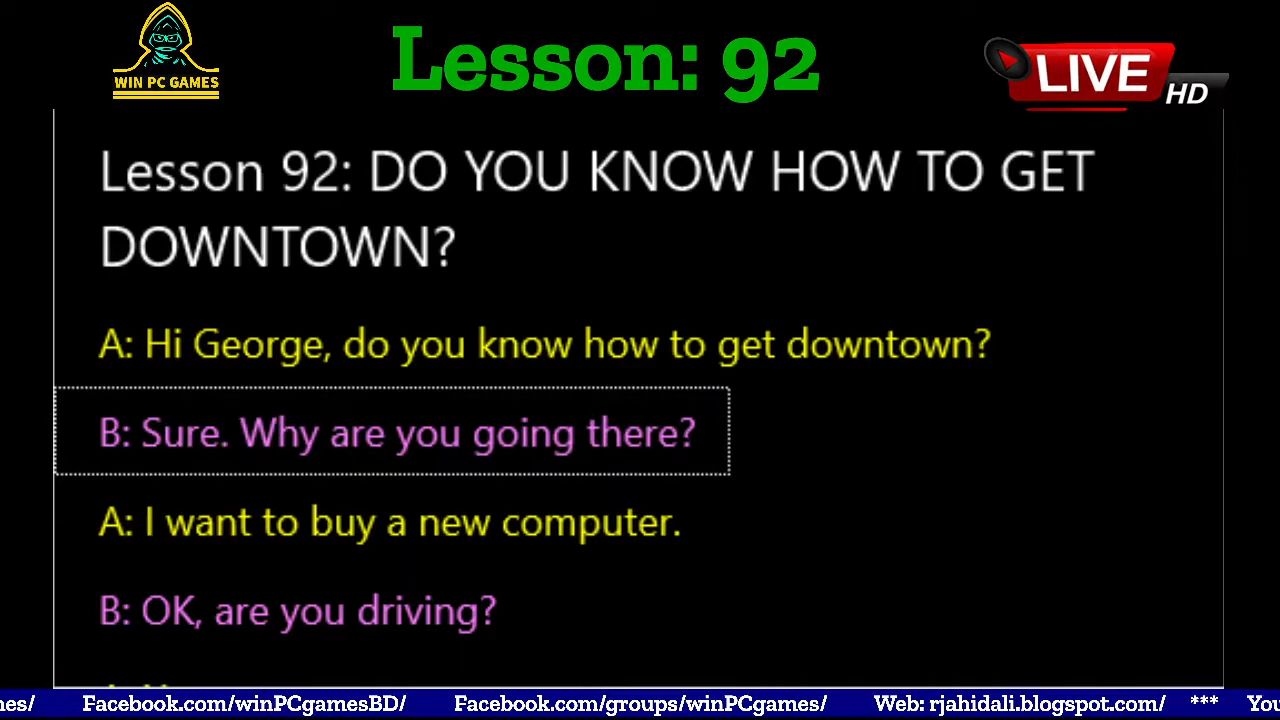 WIN PC GAMES
Lesson: 92
LIVE
HD
Lesson 92: DO YOU KNOW HOW TO GET
DOWNTOWN?
A: Hi George, do you know how to get downtown?
B: Sure. Why are you going there?
A: I want to buy a new computer.
B: OK, are you driving?
es/ Facebook.com/winPCgamesBD/ Facebook.com/groups/winPCgames/ Web: rjahidali.blogspot.com/ *** You